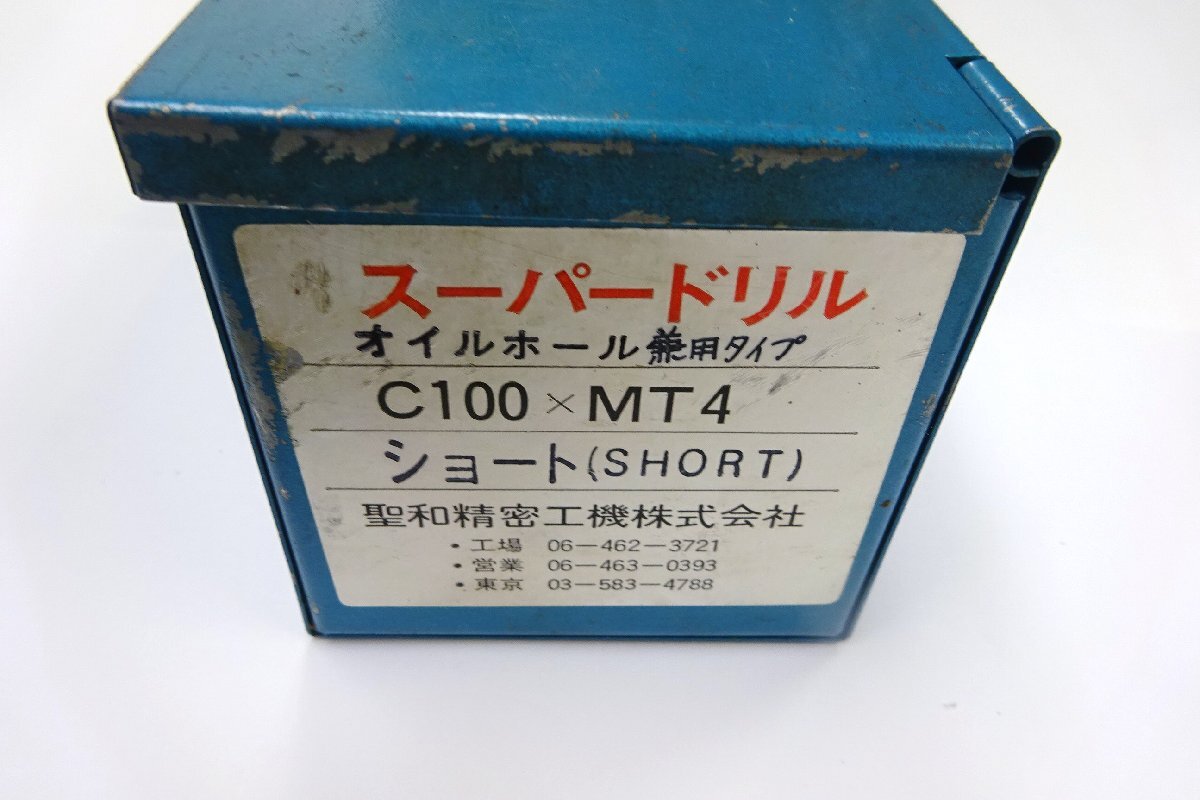 スーパードリル
オイルホール兼用タイプ
C100×MT4
ショート(SHORT)
聖和精密工機株式会社
・工場 06-462-3721
・営業 06-463-0393
・東京 03-583-4788